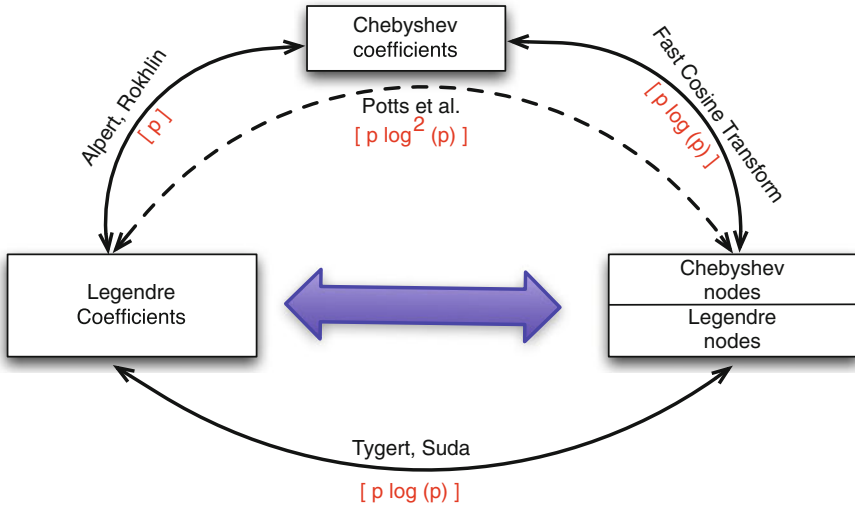 Chebyshev
coefficients
Alpert, Rokhlin
[ p ]
Fast Cosine Transform
[ p log (p) ]
Potts et al.
[ p log² (p) ]
Legendre
Coefficients
Chebyshev
nodes
Legendre
nodes
Tygert, Suda
[ p log (p) ]